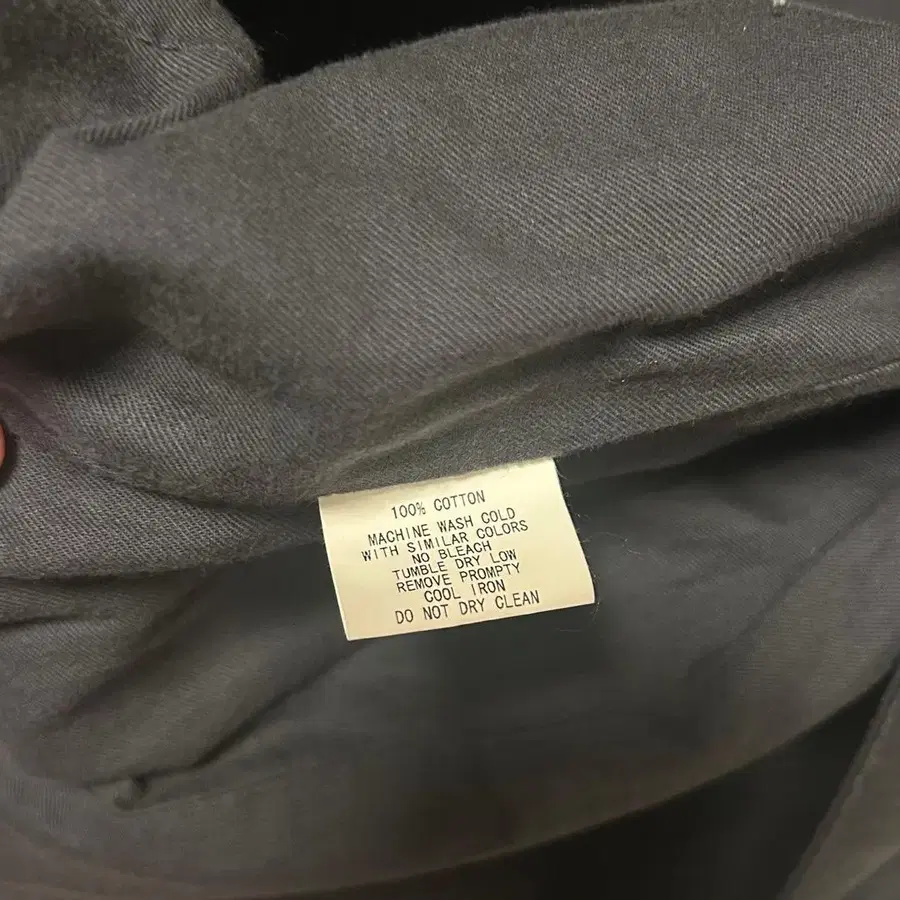 100% COTTON
MACHINE WASH COLD
WITH SIMILAR COLORS
NO BLEACH
TUMBLE DRY LOW
REMOVE PROMPTY
COOL IRON
DO NOT DRY CLEAN